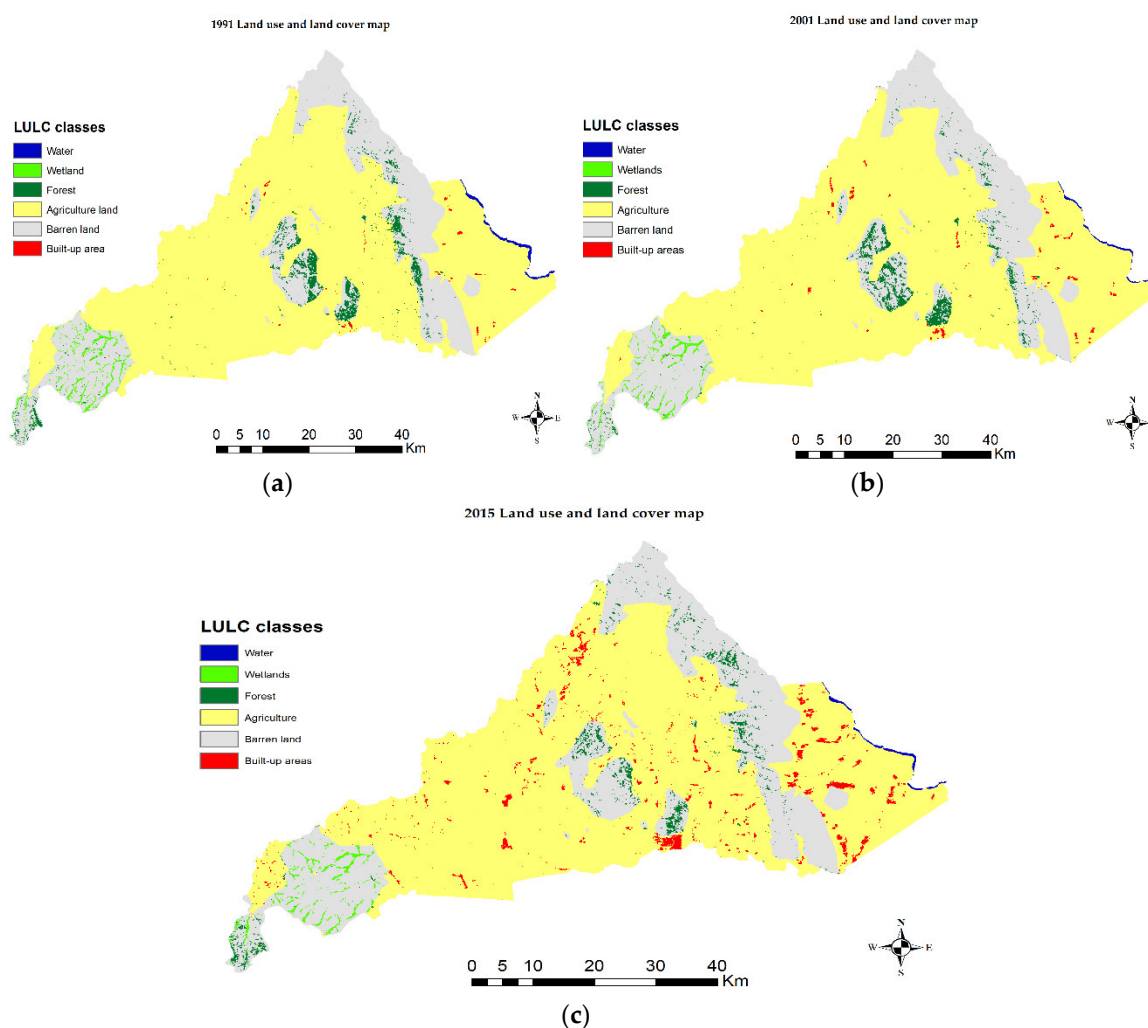 1991 Land use and land cover map
LULC classes
Water
Wetland
Forest
Agriculture land
Barren land
Built-up area
N
W E
S
0 5 10 20 30 40
Km
(a)
2001 Land use and land cover map
LULC classes
Water
Wetlands
Forest
Agriculture
Barren land
Built-up areas
N
W E
S
0 5 10 20 30 40
Km
(b)
2015 Land use and land cover map
LULC classes
Water
Wetlands
Forest
Agriculture
Barren land
Built-up areas
N
W E
S
0 5 10 20 30 40
Km
(c)